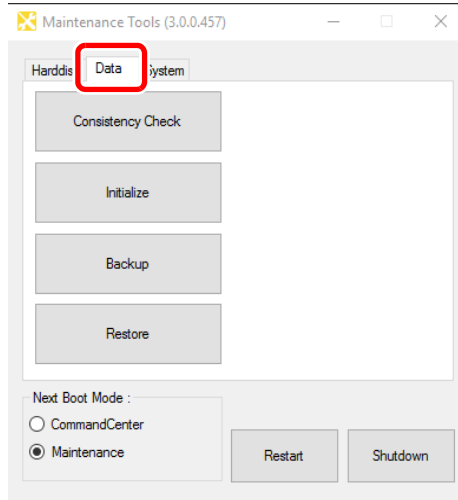 Maintenance Tools (3.0.0.457)
Harddis Data System
Consistency Check
Initialize
Backup
Restore
Next Boot Mode :
CommandCenter
Maintenance
Restart Shutdown